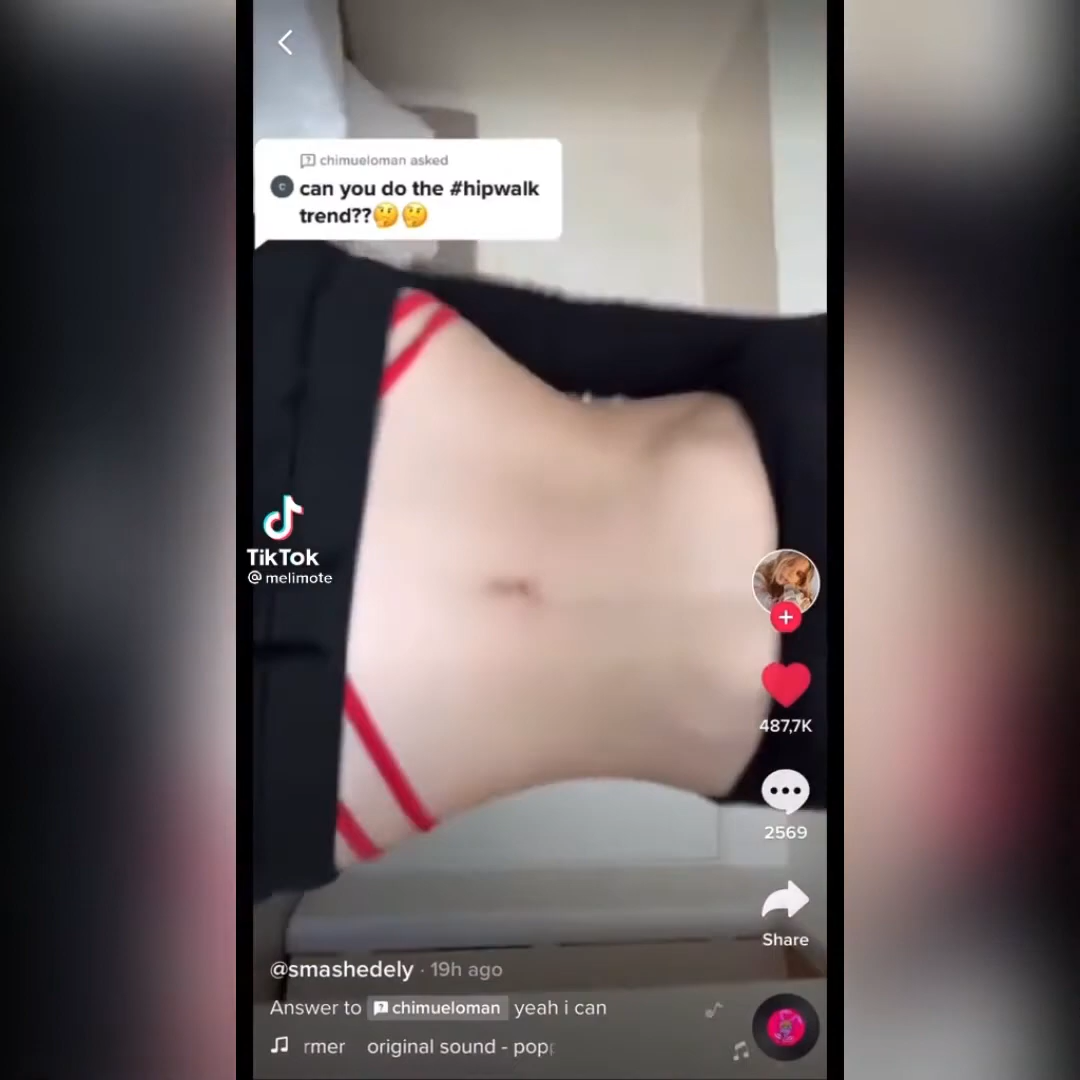 chimueloman asked
can you do the #hipwalk
trend??🤔🤔
TikTok
@melimote
487,7K
2569
Share
@smashedely · 19h ago
Answer to chimueloman yeah i can
rmer original sound - pop